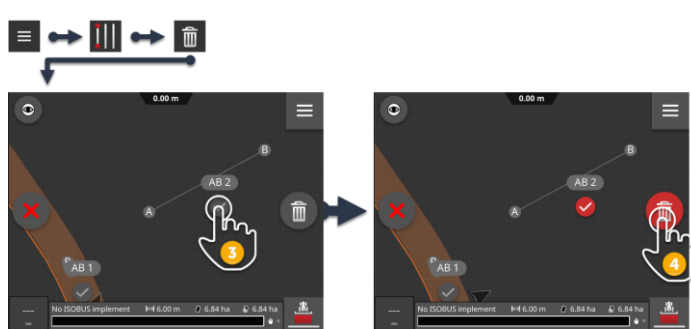 0.00 m
B
AB 2
A
3
B
AB 1
--- No ISOBUS implement 6.00 m 6.84 ha 6.84 ha
--
0.00 m
B
AB 2
A
4
B
AB 1
--- No ISOBUS implement 6.00 m 6.84 ha 6.84 ha
--